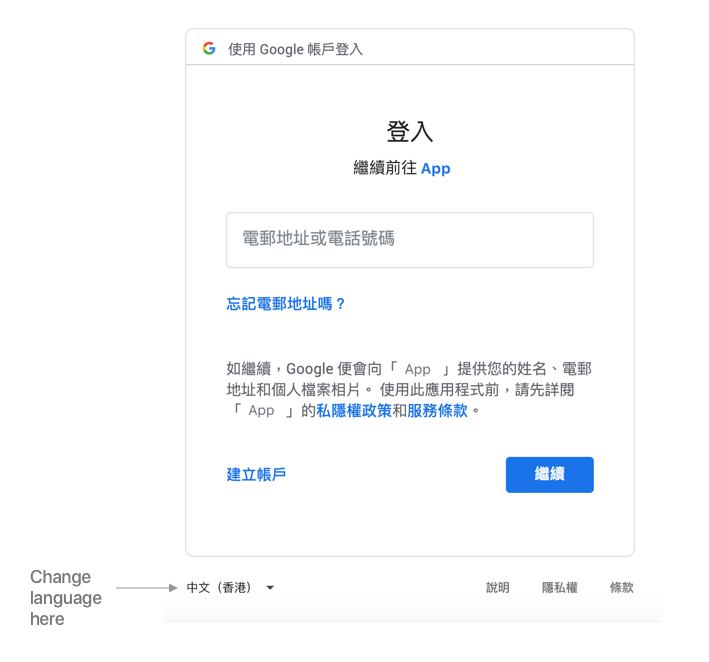 使用 Google 帳戶登入
登入
繼續前往 App
電郵地址或電話號碼
忘記電郵地址嗎？
如繼續，Google 便會向「 App 」提供您的姓名、電郵
地址和個人檔案相片。 使用此應用程式前，請先詳閱
「 App 」的私隱權政策和服務條款。
建立帳戶
繼續
Change
language
here
中文（香港）
說明
隱私權
條款